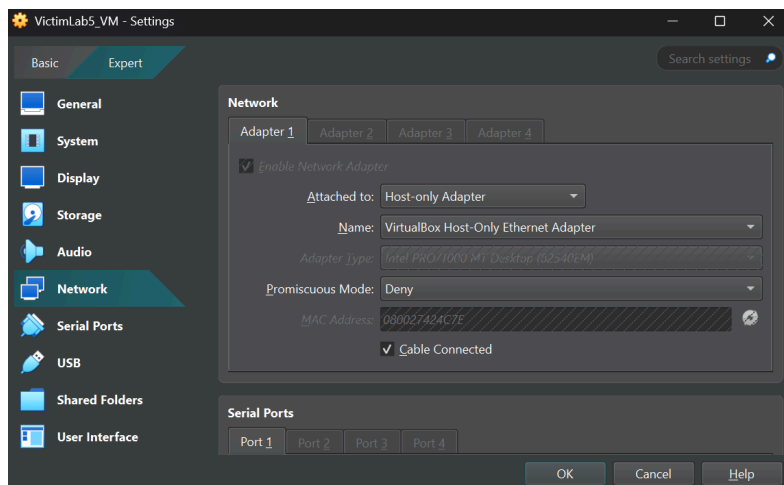 VictimLab5_VM - Settings
Basic Expert
Search settings
General
System
Display
Storage
Audio
Network
Serial Ports
USB
Shared Folders
User Interface
Network
Adapter 1 Adapter 2 Adapter 3 Adapter 4
Enable Network Adapter
Attached to: Host-only Adapter
Name: VirtualBox Host-Only Ethernet Adapter
Adapter Type: Intel PRO/1000 MT Desktop (82540EM)
Promiscuous Mode: Deny
MAC Address: 080027424C7E
Cable Connected
Serial Ports
Port 1 Port 2 Port 3 Port 4
OK Cancel Help